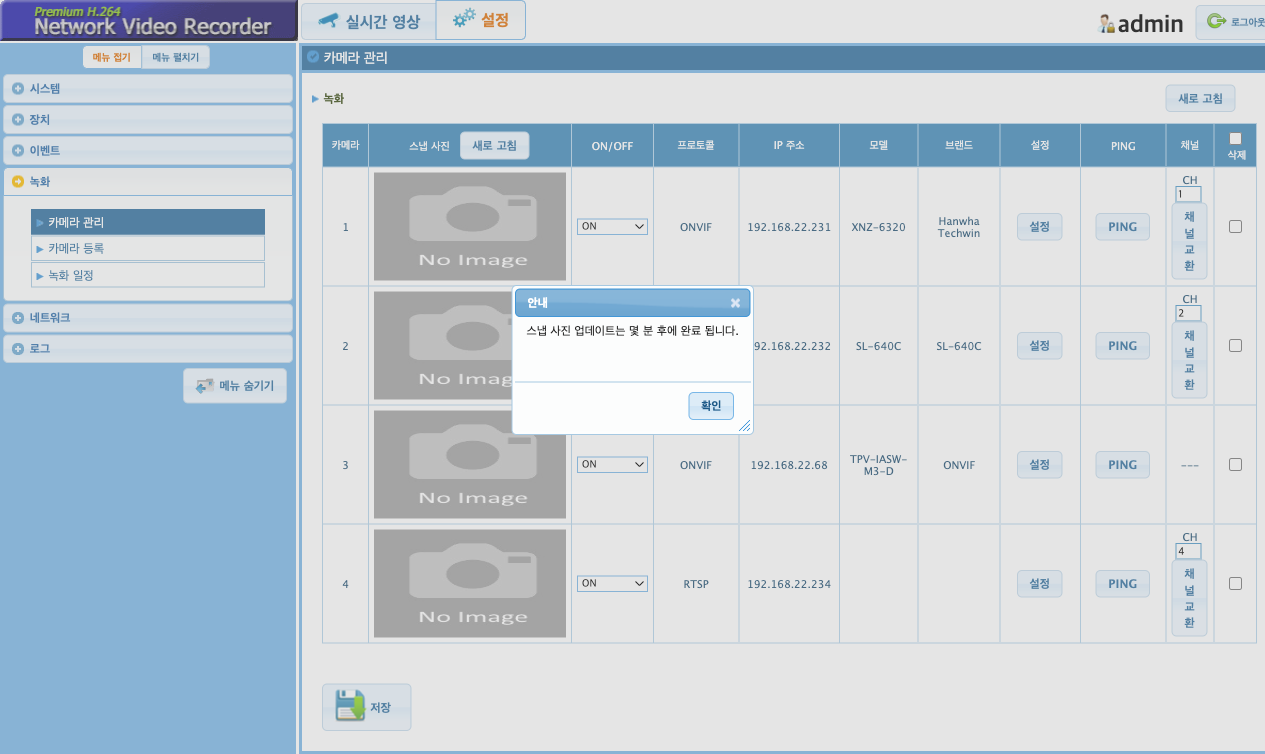 Premium H.264
Network Video Recorder
실시간 영상
설정
admin
로그아웃
메뉴 접기
메뉴 펼치기
시스템
장치
이벤트
녹화
카메라 관리
카메라 등록
녹화 일정
네트워크
로그
메뉴 숨기기
카메라 관리
녹화
새로 고침
카메라 스냅 사진 새로 고침 ON/OFF 프로토콜 IP 주소 모델 브랜드 설정 PING 채널 삭제
1 No Image ON ONVIF 192.168.22.231 XNZ-6320 Hanwha Techwin 설정 PING CH 1 채널교환
2 No Im 92.168.22.232 SL-640C SL-640C 설정 PING CH 2 채널교환
3 No Image ON ONVIF 192.168.22.68 TPV-IASW-M3-D ONVIF 설정 PING ---
4 No Image ON RTSP 192.168.22.234 설정 PING CH 4 채널교환
안내
스냅 사진 업데이트는 몇 분 후에 완료 됩니다.
확인
저장